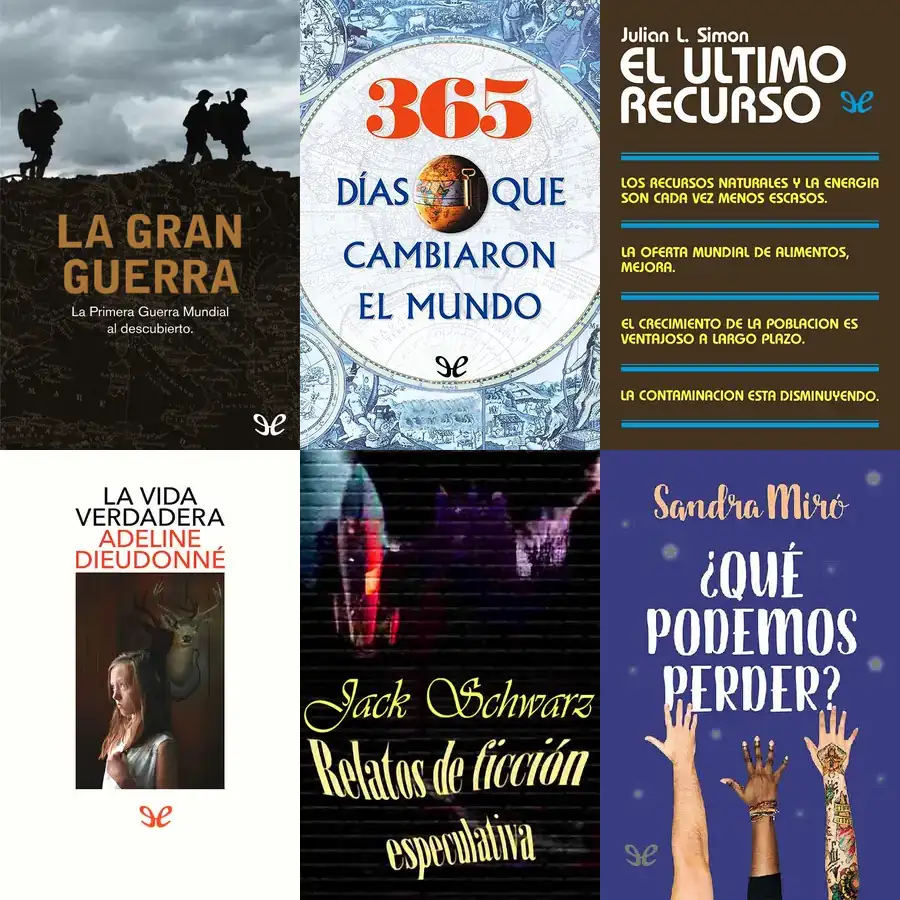 LA GRAN
GUERRA
La Primera Guerra Mundial
al descubierto.
365
DÍAS QUE
CAMBIARON
EL MUNDO
Julian L. Simon
EL ULTIMO
RECURSO
LOS RECURSOS NATURALES Y LA ENERGIA
SON CADA VEZ MENOS ESCASOS.
LA OFERTA MUNDIAL DE ALIMENTOS,
MEJORA.
EL CRECIMIENTO DE LA POBLACION ES
VENTAJOSO A LARGO PLAZO.
LA CONTAMINACION ESTA DISMINUYENDO.
LA VIDA
VERDADERA
ADELINE
DIEUDONNÉ
Jack Schwarz
Relatos de ficción
especulativa
Sandra Miró
¿QUÉ
PODEMOS
PERDER?